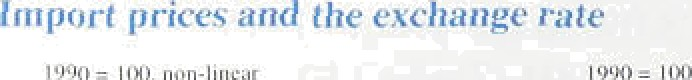 Import prices and the exchange rate
1990 = 100, non-linear 1990 = 100